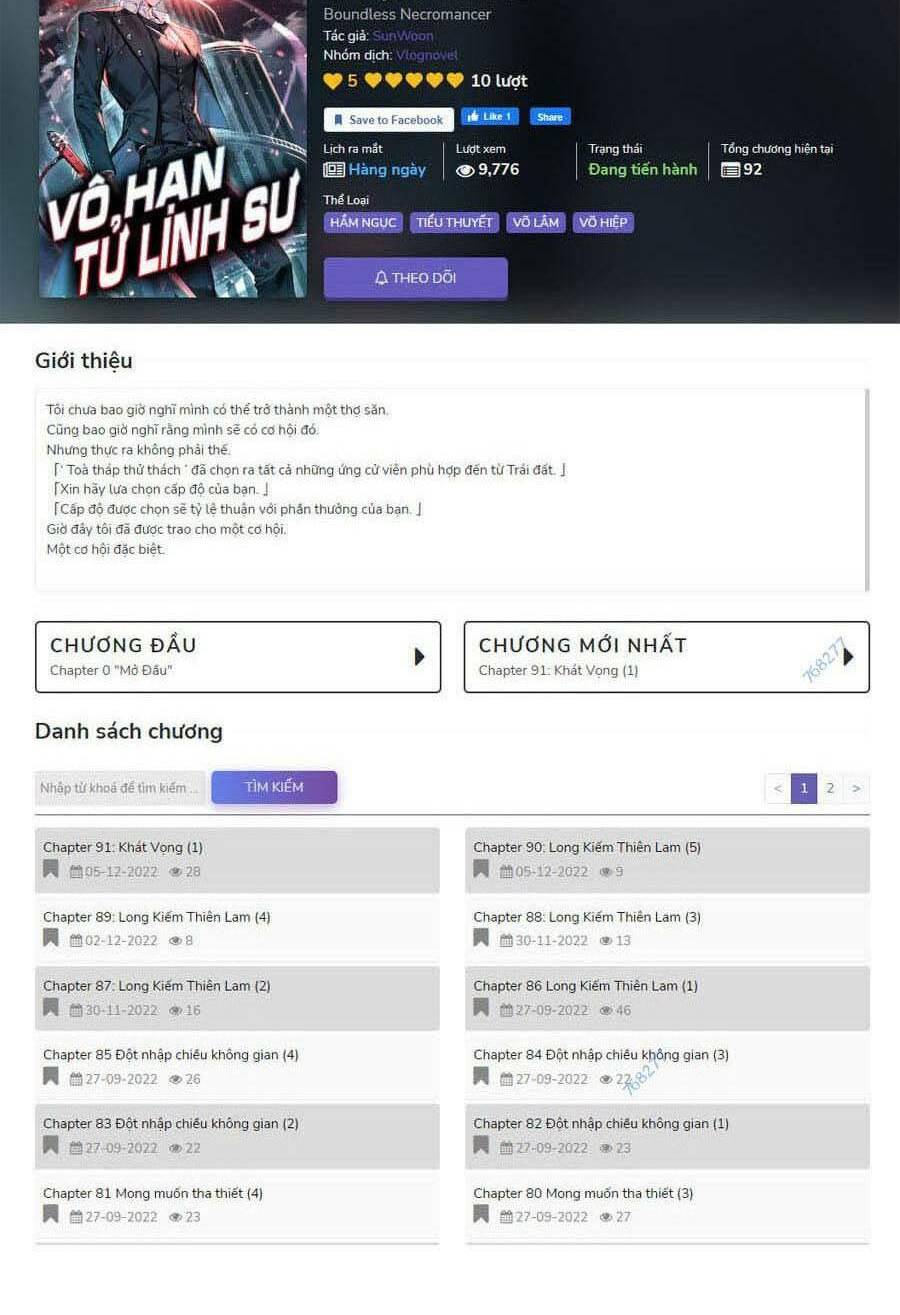 Boundless Necromancer
Tác giả: SunWoon
Nhóm dịch: Vlognovel
5 10 lượt
Save to Facebook Like 1 Share
Lịch ra mắt Lượt xem Trạng thái Tổng chương hiện tại
Hàng ngày 9,776 Đang tiến hành 92
Thể Loại
HẦM NGỤC TIỂU THUYẾT VÕ LÂM VÕ HIỆP
THEO DÕI
VÔ HẠN
TỬ LINH SƯ
Giới thiệu
Tôi chưa bao giờ nghĩ mình có thể trở thành một thợ săn.
Cũng bao giờ nghĩ rằng mình sẽ có cơ hội đó.
Nhưng thực ra không phải thế.
「‘ Toà tháp thử thách ’ đã chọn ra tất cả những ứng cử viên phù hợp đến từ Trái đất. 」
「Xin hãy lựa chọn cấp độ của bạn. 」
「Cấp độ được chọn sẽ tỷ lệ thuận với phần thưởng của bạn. 」
Giờ đây tôi đã được trao cho một cơ hội.
Một cơ hội đặc biệt.
CHƯƠNG ĐẦU
Chapter 0 "Mở Đầu"
CHƯƠNG MỚI NHẤT
Chapter 91: Khát Vọng (1)
768277
Danh sách chương
Nhập từ khoá để tìm kiếm ... TÌM KIẾM < 1 2 >
Chapter 91: Khát Vọng (1)
05-12-2022 28
Chapter 90: Long Kiếm Thiên Lam (5)
05-12-2022 9
Chapter 89: Long Kiếm Thiên Lam (4)
02-12-2022 8
Chapter 88: Long Kiếm Thiên Lam (3)
30-11-2022 13
Chapter 87: Long Kiếm Thiên Lam (2)
30-11-2022 16
Chapter 86 Long Kiếm Thiên Lam (1)
27-09-2022 46
Chapter 85 Đột nhập chiều không gian (4)
27-09-2022 26
Chapter 84 Đột nhập chiều không gian (3)
27-09-2022 22
768277
Chapter 83 Đột nhập chiều không gian (2)
27-09-2022 22
Chapter 82 Đột nhập chiều không gian (1)
27-09-2022 23
Chapter 81 Mong muốn tha thiết (4)
27-09-2022 23
Chapter 80 Mong muốn tha thiết (3)
27-09-2022 27